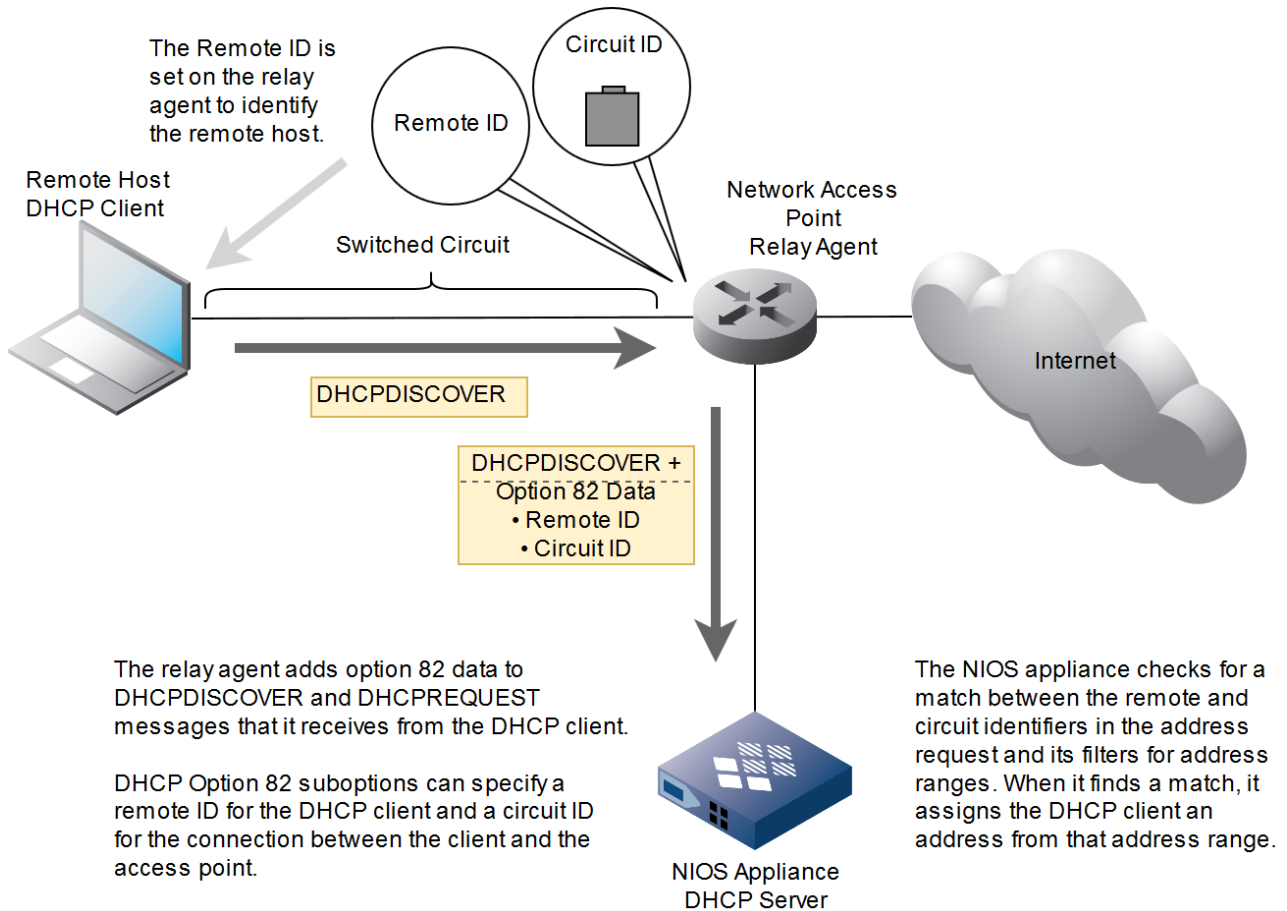 The Remote ID is
set on the relay
agent to identify
the remote host.
Circuit ID
Remote ID
Remote Host
DHCP Client
Network Access
Point
Relay Agent
Switched Circuit
Internet
DHCPDISCOVER
DHCPDISCOVER +
Option 82 Data
• Remote ID
• Circuit ID
The relay agent adds option 82 data to
DHCPDISCOVER and DHCPREQUEST
messages that it receives from the DHCP client.
DHCP Option 82 suboptions can specify a
remote ID for the DHCP client and a circuit ID
for the connection between the client and the
access point.
The NIOS appliance checks for a
match between the remote and
circuit identifiers in the address
request and its filters for address
ranges. When it finds a match, it
assigns the DHCP client an
address from that address range.
NIOS Appliance
DHCP Server